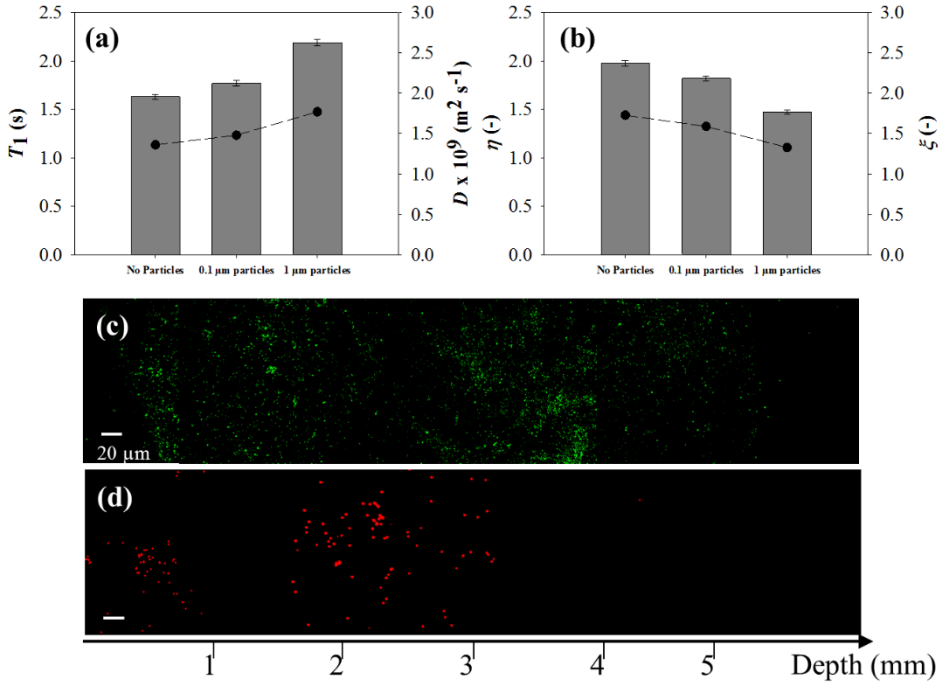 (a)
2.5
2.0
1.5
1.0
0.5
0.0
T₁ (s)
3.0
2.5
2.0
1.5
1.0
0.5
0.0
D x 10⁹ (m² s⁻¹)
No Particles 0.1 µm particles 1 µm particles
(b)
2.5
2.0
1.5
1.0
0.5
0.0
η (-)
3.0
2.5
2.0
1.5
1.0
0.5
0.0
ξ (-)
No Particles 0.1 µm particles 1 µm particles
(c)
20 µm
(d)
1 2 3 4 5 Depth (mm)